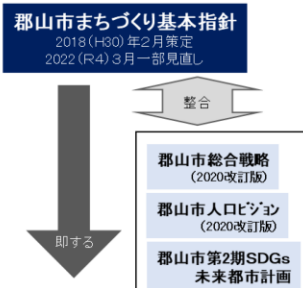 郡山市まちづくり基本指針
2018(H30)年2月策定
2022(R4)3月一部見直し
整合
郡山市総合戦略
(2020改訂版)
郡山市人口ビジョン
(2020改訂版)
即する
郡山市第2期SDGs
未来都市計画